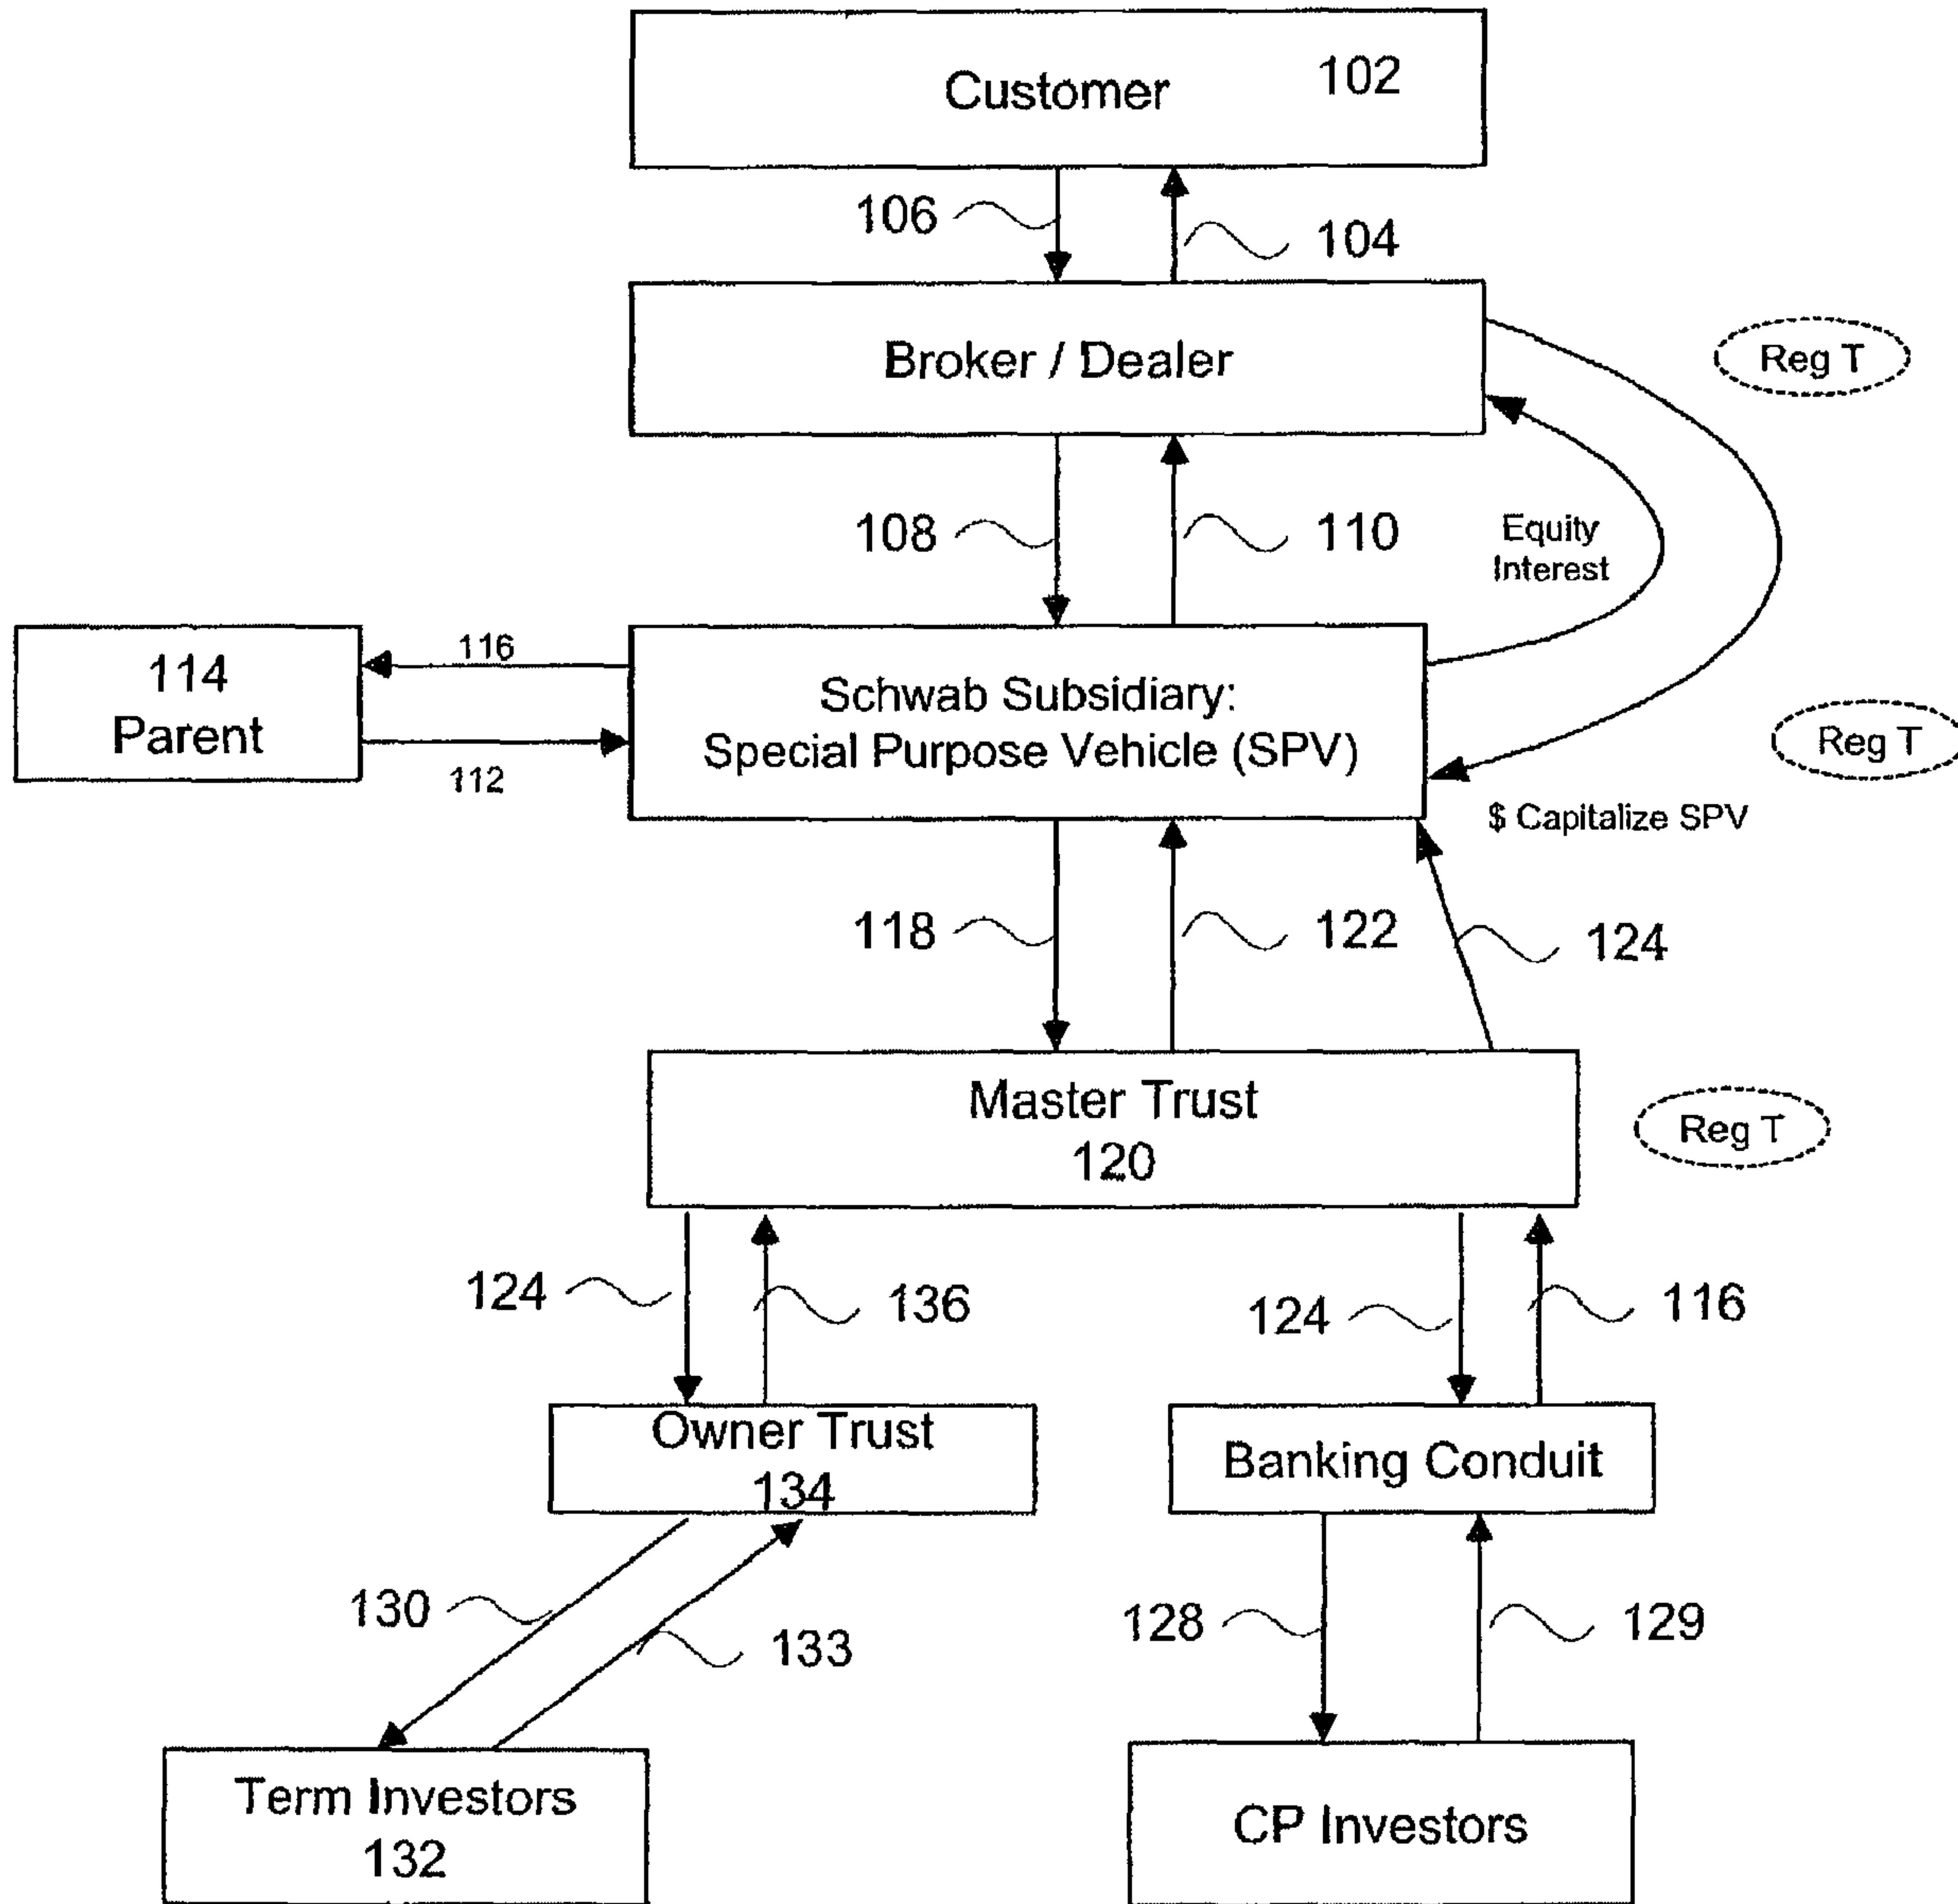 Customer 102
106
104
Broker / Dealer
Reg T
108
110
Equity
Interest
114
Parent
116
112
Schwab Subsidiary:
Special Purpose Vehicle (SPV)
Reg T
$ Capitalize SPV
118
122
124
Master Trust
120
Reg T
124
136
124
116
Owner Trust
134
Banking Conduit
130
133
128
129
Term Investors
132
CP Investors